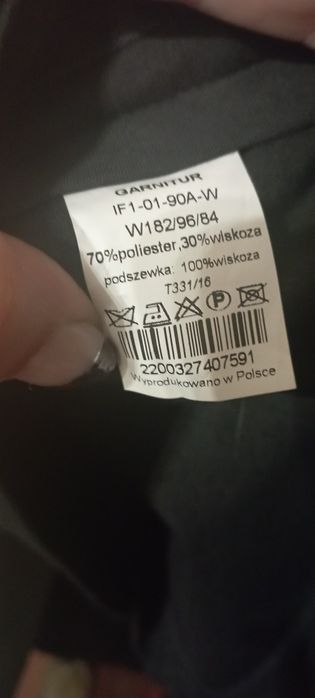 GARNITUR
IF1-01-90A-W
W182/96/84
70%poliester,30%wiskoza
podszewka: 100%wiskoza
T331/16
P
2200327407591
Wyprodukowano w Polsce